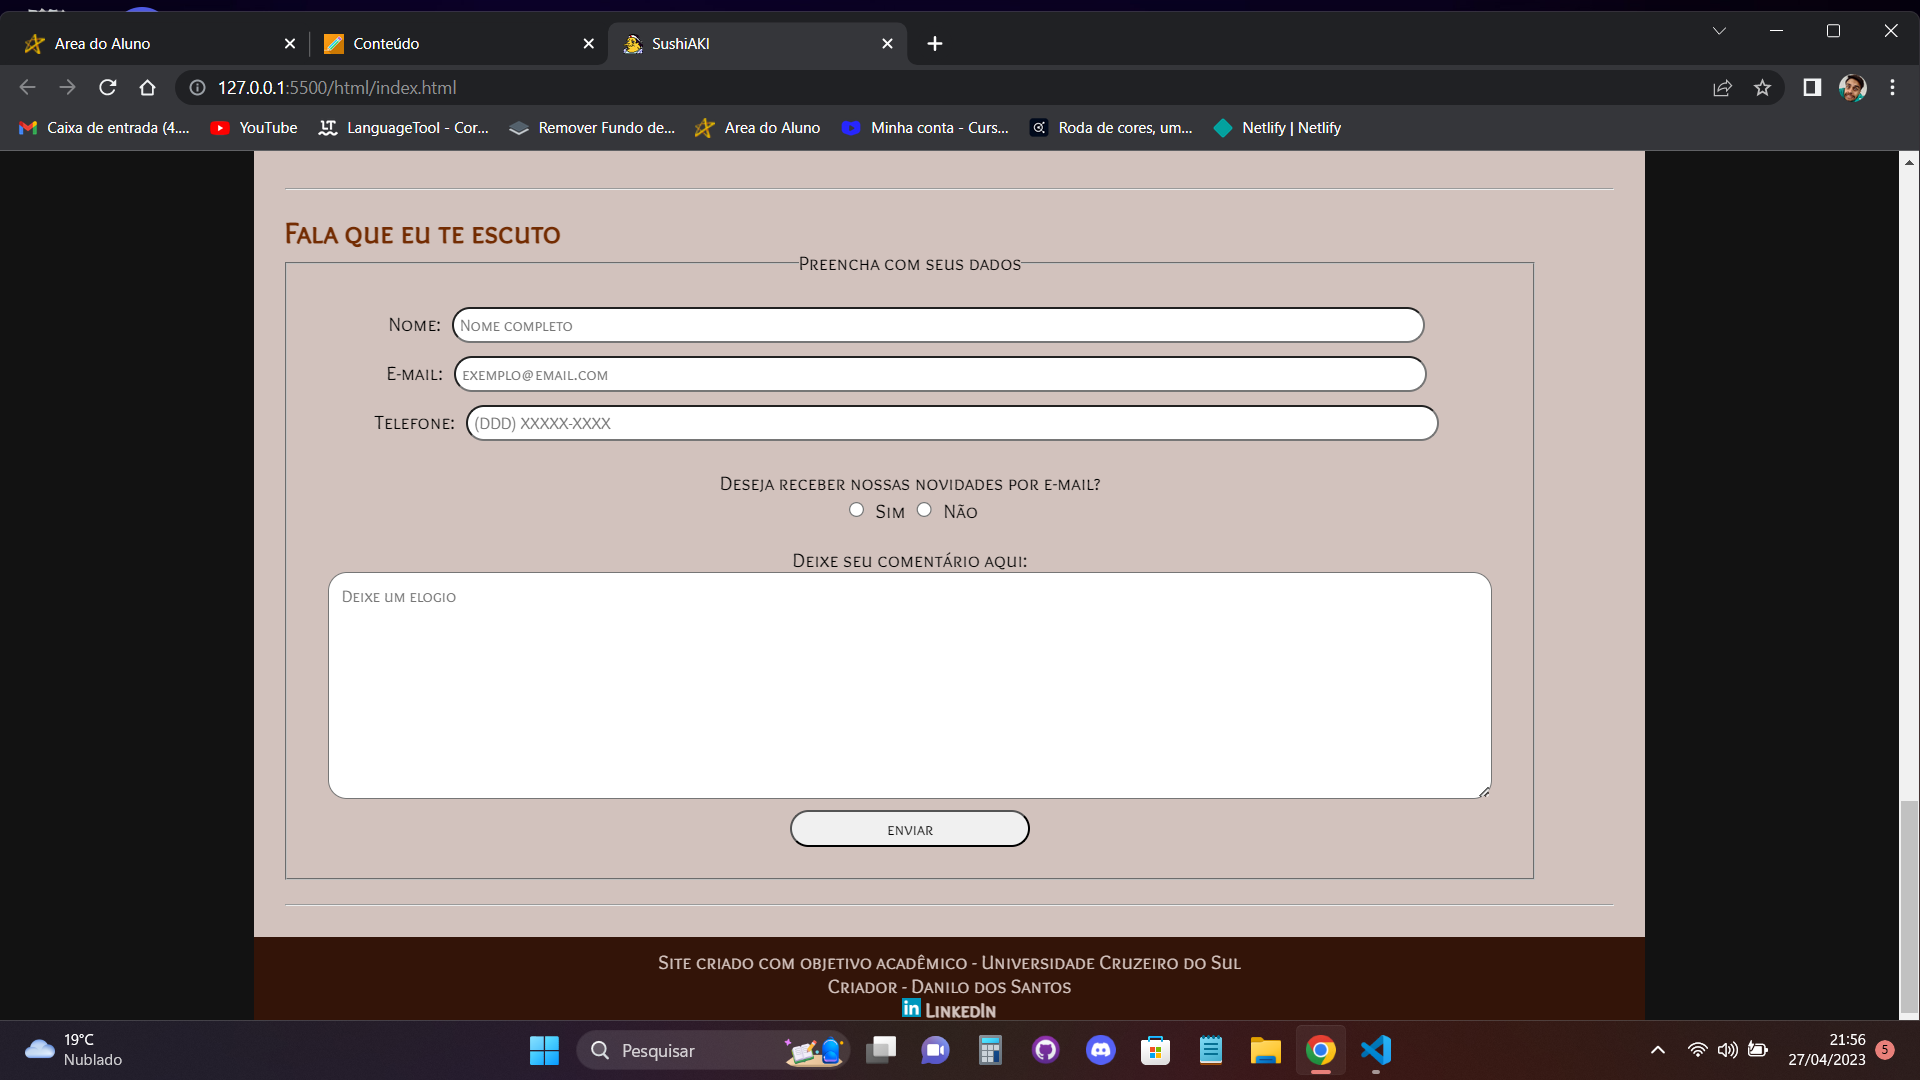 Area do Aluno
Conteúdo
SushiAKI
127.0.0.1:5500/html/index.html
Caixa de entrada (4....
YouTube
LanguageTool - Cor...
Remover Fundo de...
Area do Aluno
Minha conta - Curs...
Roda de cores, um...
Netlify | Netlify
Fala que eu te escuto
Preencha com seus dados
Nome: Nome completo
E-mail: exemplo@email.com
Telefone: (DDD) XXXXX-XXXX
Deseja receber nossas novidades por e-mail?
Sim Não
Deixe seu comentário aqui:
Deixe um elogio
enviar
Site criado com objetivo acadêmico - Universidade Cruzeiro do Sul
Criador - Danilo dos Santos
in LinkedIn
19°C
Nublado
Pesquisar
21:56
27/04/2023
5